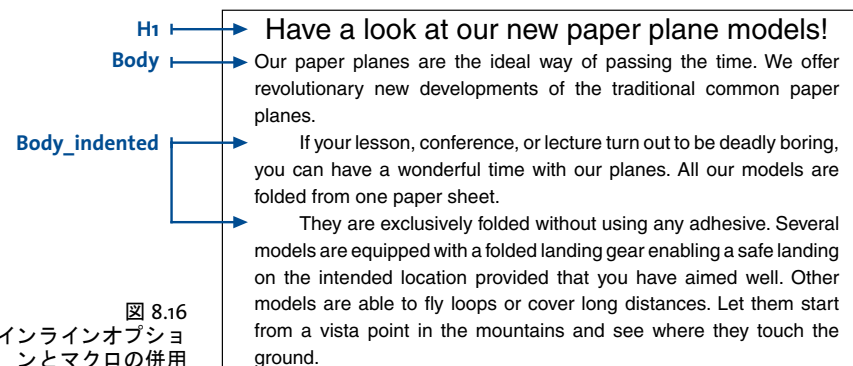 H1
Have a look at our new paper plane models!
Body
Our paper planes are the ideal way of passing the time. We offer
revolutionary new developments of the traditional common paper
planes.
Body_indented
If your lesson, conference, or lecture turn out to be deadly boring,
you can have a wonderful time with our planes. All our models are
folded from one paper sheet.
They are exclusively folded without using any adhesive. Several
models are equipped with a folded landing gear enabling a safe landing
on the intended location provided that you have aimed well. Other
models are able to fly loops or cover long distances. Let them start
from a vista point in the mountains and see where they touch the
ground.
図 8.16
インラインオプショ
ンとマクロの併用